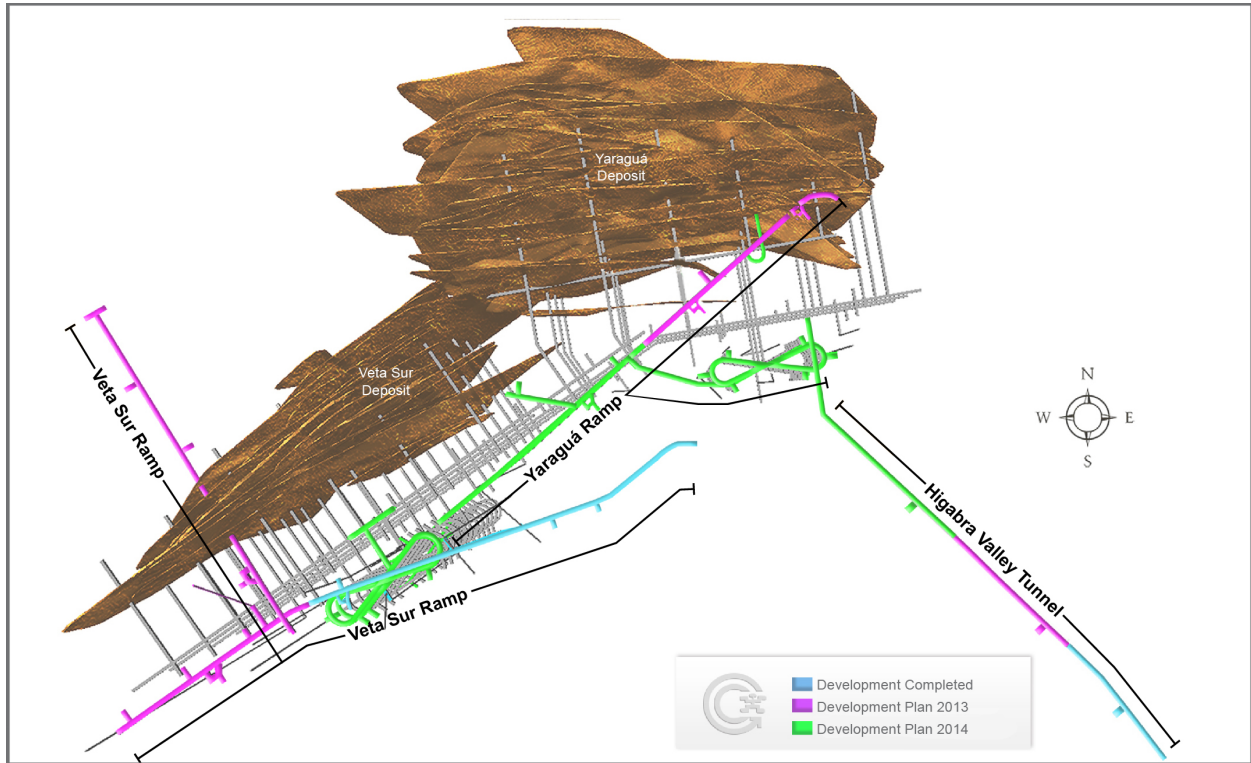 Yaraguá
Deposit
Veta Sur
Deposit
Veta Sur Ramp
Yaraguá Ramp
Veta Sur Ramp
Higabra Valley Tunnel
N
W
E
S
Development Completed
Development Plan 2013
Development Plan 2014